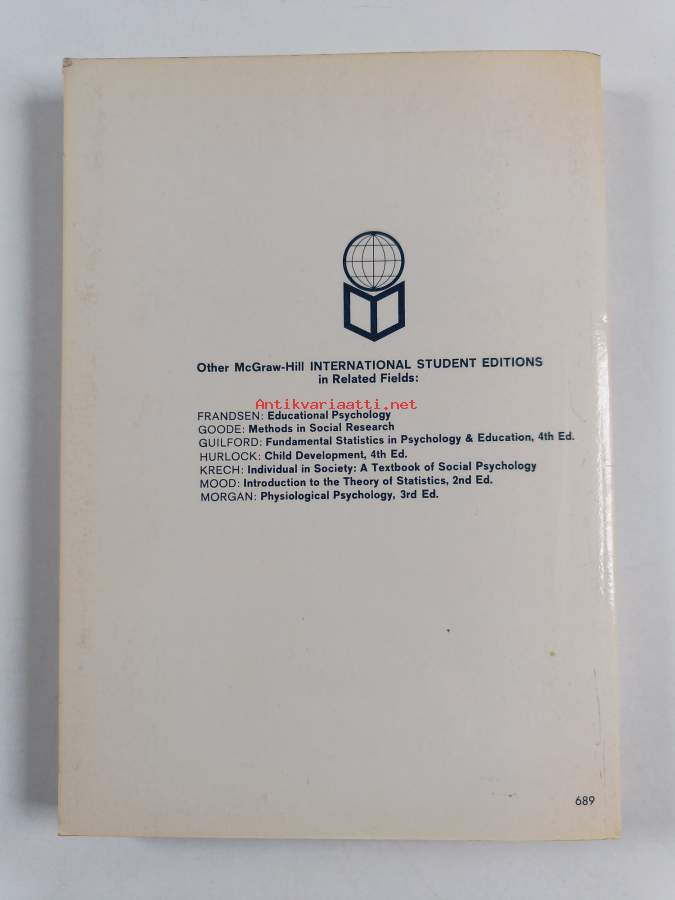 Other McGraw-Hill INTERNATIONAL STUDENT EDITIONS
in Related Fields:
Antikvariaatti.net
FRANDSEN: Educational Psychology
GOODE: Methods in Social Research
GUILFORD: Fundamental Statistics in Psychology & Education, 4th Ed.
HURLOCK: Child Development, 4th Ed.
KRECH: Individual in Society: A Textbook of Social Psychology
MOOD: Introduction to the Theory of Statistics, 2nd Ed.
MORGAN: Physiological Psychology, 3rd Ed.
689